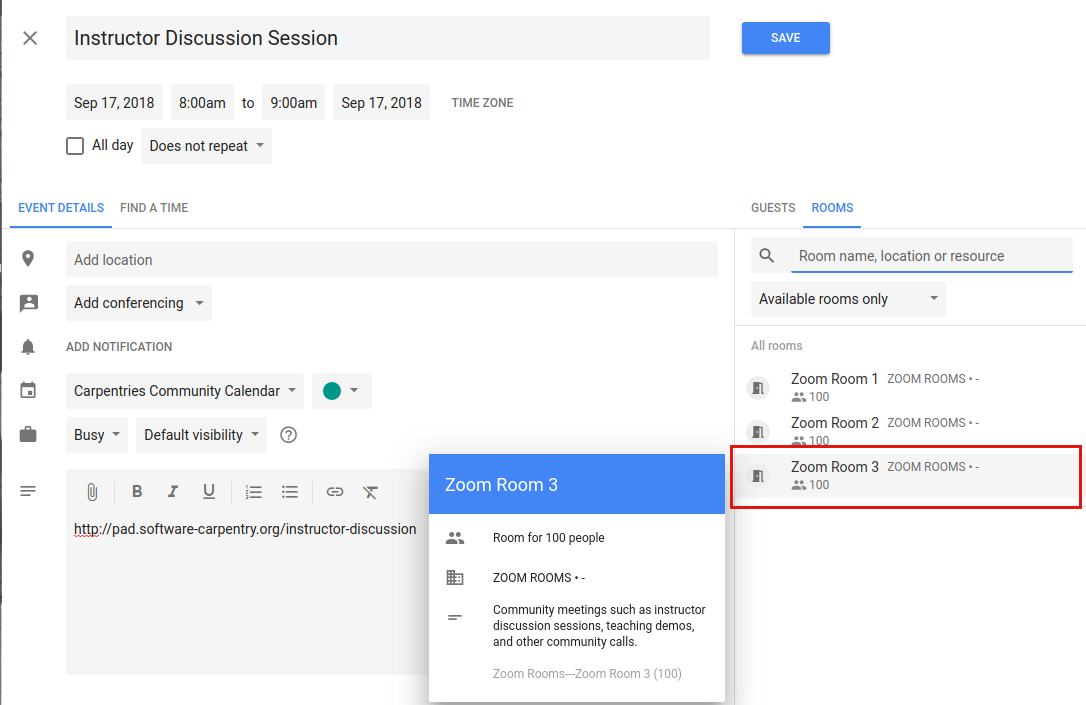 Instructor Discussion Session
SAVE
Sep 17, 2018 8:00am to 9:00am Sep 17, 2018 TIME ZONE
All day Does not repeat
EVENT DETAILS FIND A TIME
GUESTS ROOMS
Add location
Room name, location or resource
Add conferencing
Available rooms only
ADD NOTIFICATION
All rooms
Carpentries Community Calendar
Zoom Room 1 ZOOM ROOMS • -
100
Busy Default visibility ?
Zoom Room 2 ZOOM ROOMS • -
100
Zoom Room 3 ZOOM ROOMS • -
100
B I U
http://pad.software-carpentry.org/instructor-discussion
Zoom Room 3
Room for 100 people
ZOOM ROOMS • -
Community meetings such as instructor
discussion sessions, teaching demos,
and other community calls.
Zoom Rooms---Zoom Room 3 (100)